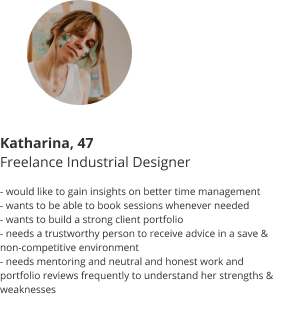 Katharina, 47
Freelance Industrial Designer
- would like to gain insights on better time management
- wants to be able to book sessions whenever needed
- wants to build a strong client portfolio
- needs a trustworthy person to receive advice in a save &
non-competitive environment
- needs mentoring and neutral and honest work and
portfolio reviews frequently to understand her strengths &
weaknesses